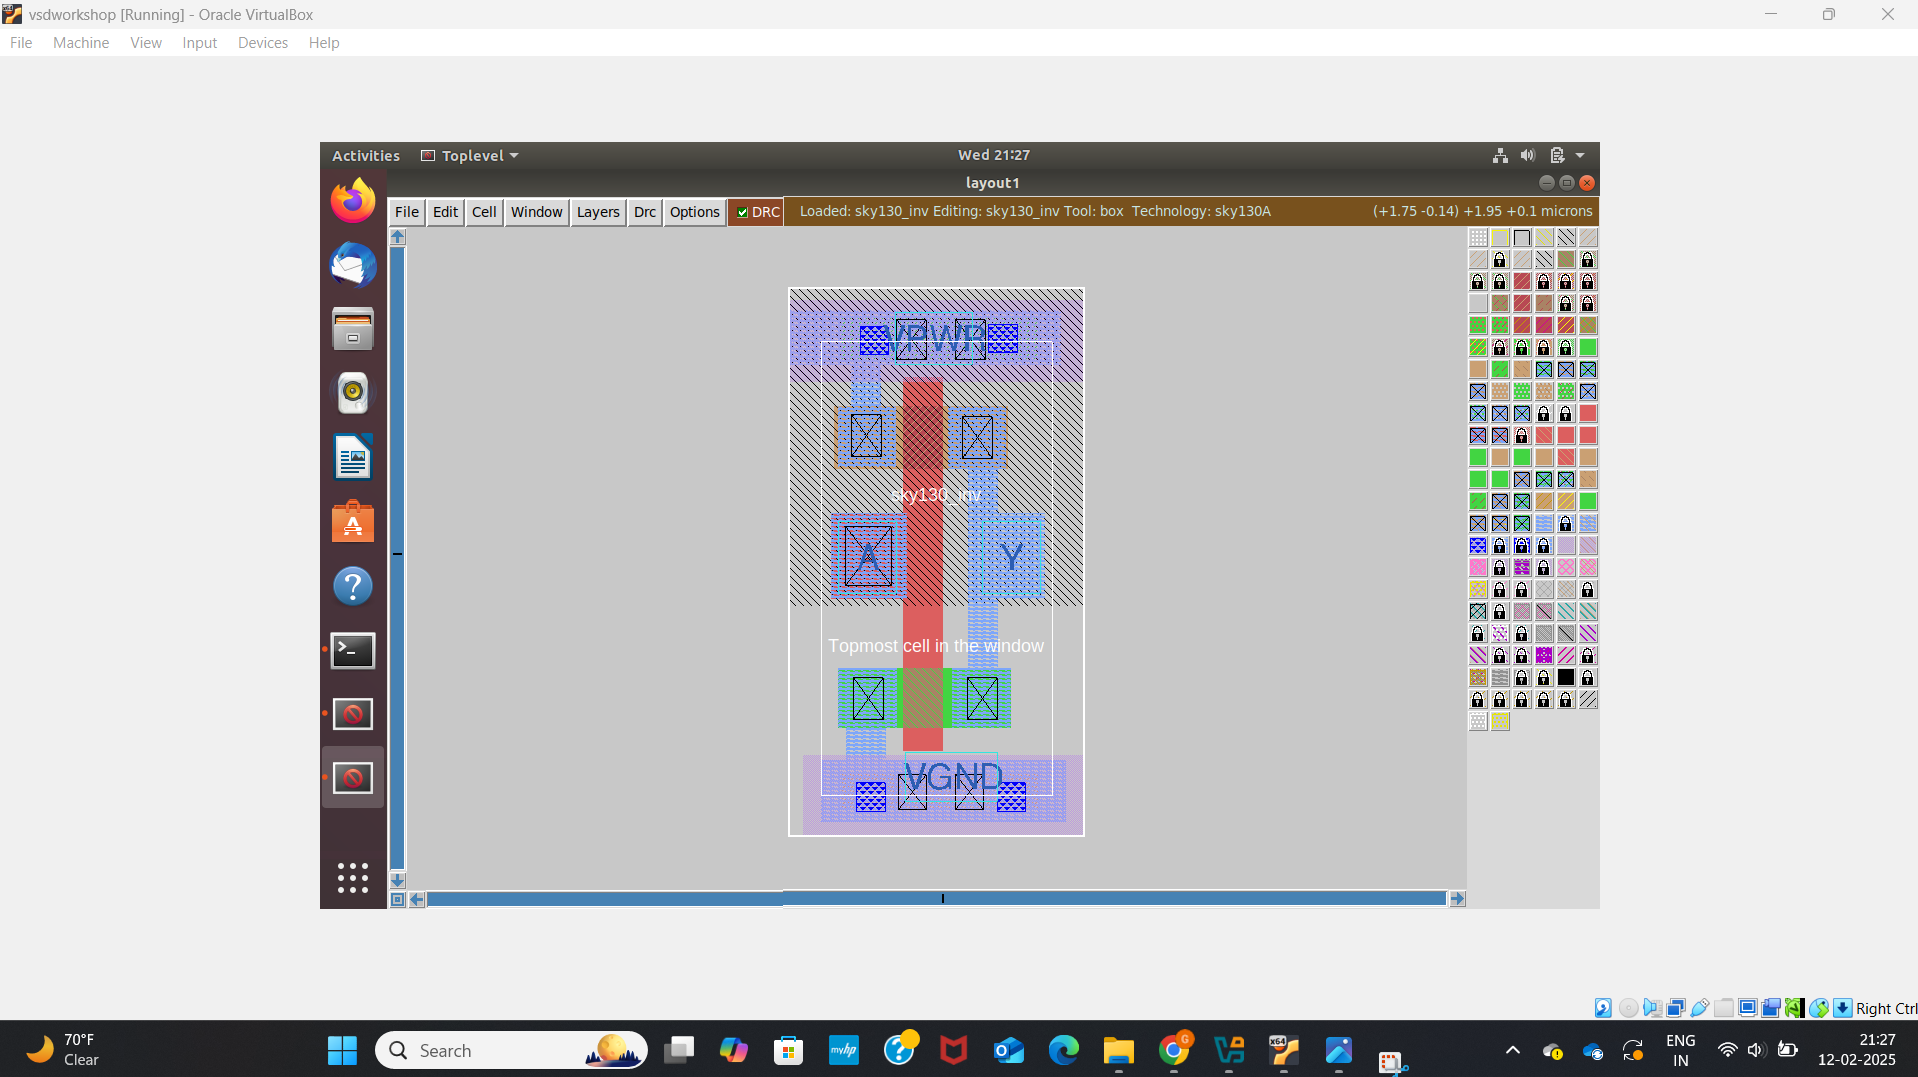 vsdworkshop [Running] - Oracle VirtualBox
File Machine View Input Devices Help
Activities Toplevel Wed 21:27
layout1
File Edit Cell Window Layers Drc Options DRC Loaded: sky130_inv Editing: sky130_inv Tool: box Technology: sky130A (+1.75 -0.14) +1.95 +0.1 microns
VPWR
sky130_inv
A Y
Topmost cell in the window
VGND
Right Ctrl
70°F
Clear
Search
myhp
G
x64
ENG
IN
21:27
12-02-2025